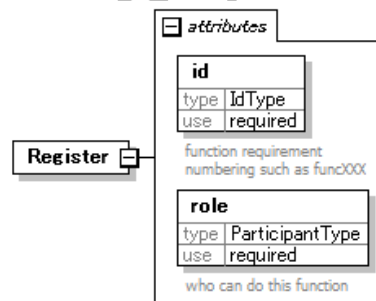 attributes
id
type IdType
use required
function requirement
numbering such as funcXXX
Register
role
type ParticipantType
use required
who can do this function